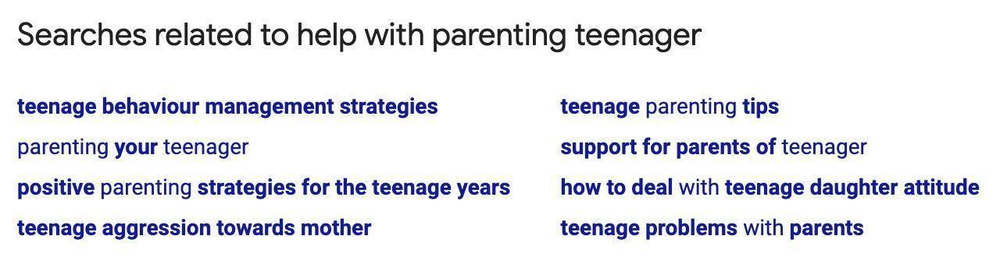 Searches related to help with parenting teenager
teenage behaviour management strategies
parenting your teenager
positive parenting strategies for the teenage years
teenage aggression towards mother
teenage parenting tips
support for parents of teenager
how to deal with teenage daughter attitude
teenage problems with parents